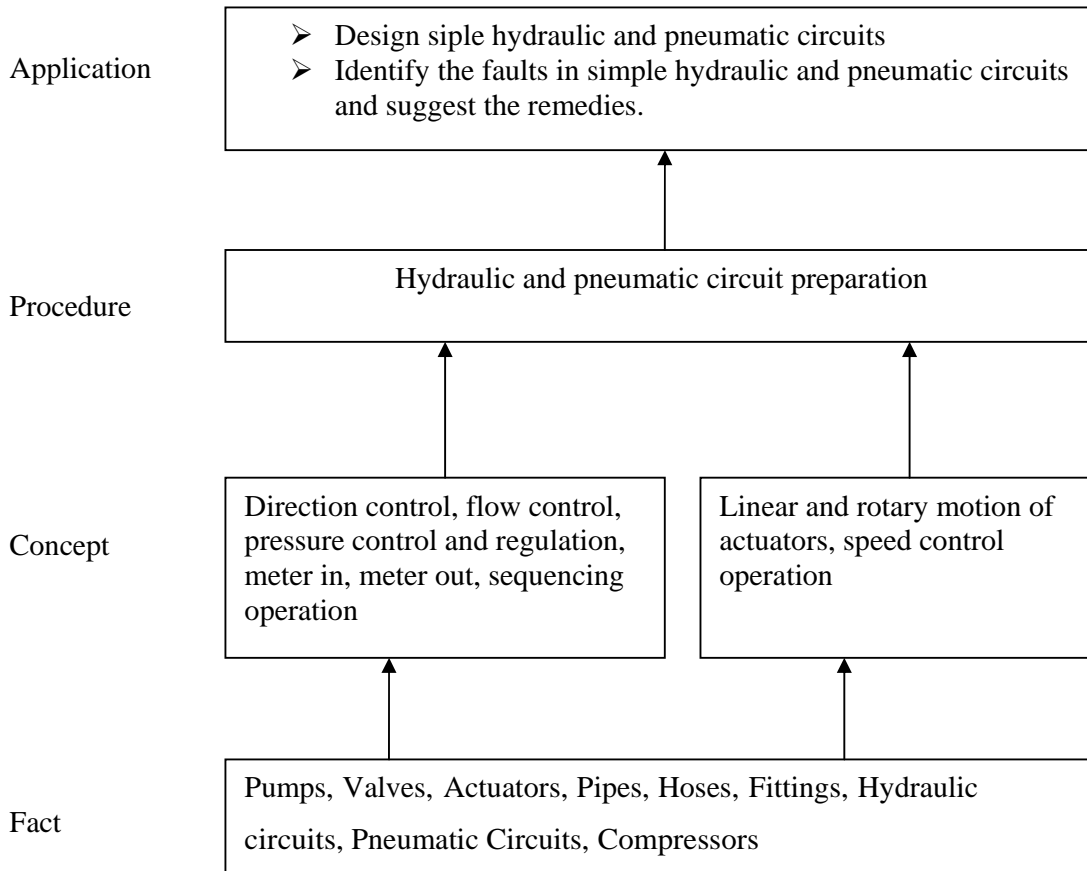 Application
➢ Design siple hydraulic and pneumatic circuits
➢ Identify the faults in simple hydraulic and pneumatic circuits
and suggest the remedies.
Procedure
Hydraulic and pneumatic circuit preparation
Concept
Direction control, flow control,
pressure control and regulation,
meter in, meter out, sequencing
operation
Linear and rotary motion of
actuators, speed control
operation
Fact
Pumps, Valves, Actuators, Pipes, Hoses, Fittings, Hydraulic
circuits, Pneumatic Circuits, Compressors